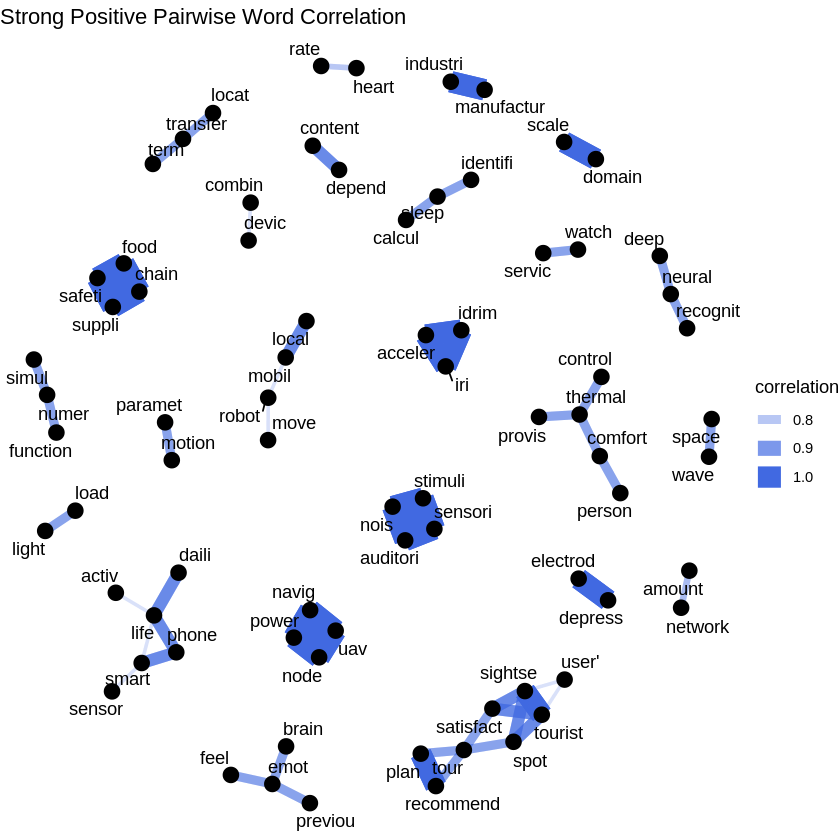 Strong Positive Pairwise Word Correlation
rate
heart
industri
manufactur
locat
transfer
term
content
depend
scale
domain
identifi
sleep
calcul
combin
devic
watch
servic
deep
neural
recognit
food
chain
safeti
suppli
local
mobil
robot
move
idrim
acceler
iri
control
thermal
provis
comfort
person
simul
numer
function
paramet
motion
space
wave
correlation
0.8
0.9
1.0
load
light
stimuli
sensori
nois
auditori
electrod
depress
amount
network
daili
activ
life
phone
smart
sensor
navig
power
uav
node
user'
sightse
satisfact
tourist
spot
plan
tour
recommend
brain
feel
emot
previou